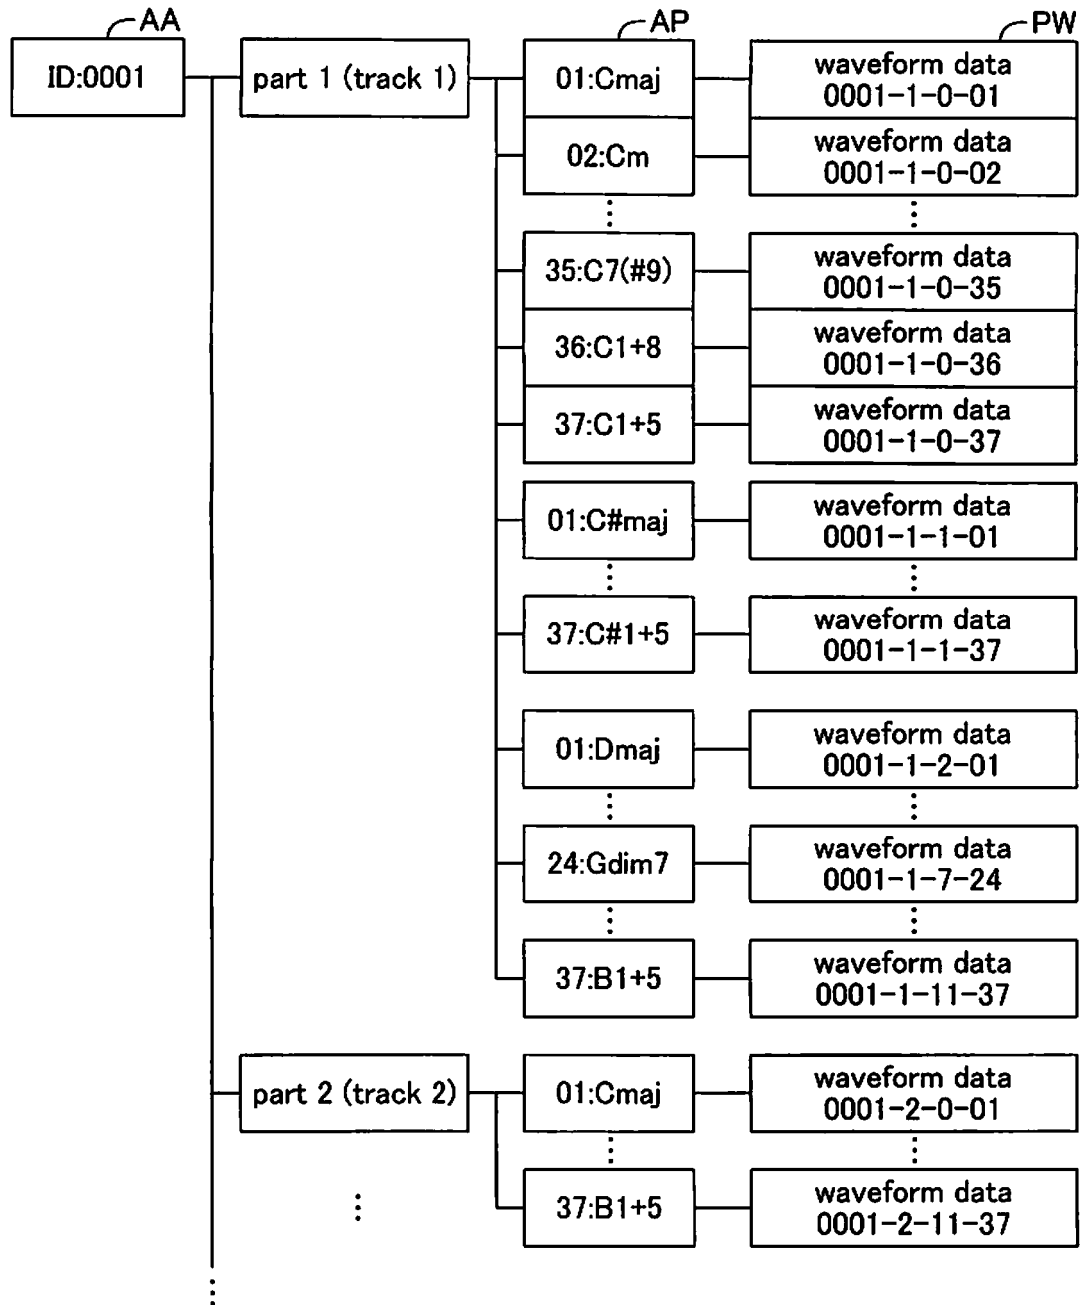 AA
AP
PW
ID:0001
part 1 (track 1)
01:Cmaj
waveform data
0001-1-0-01
02:Cm
waveform data
0001-1-0-02
35:C7(#9)
waveform data
0001-1-0-35
36:C1+8
waveform data
0001-1-0-36
37:C1+5
waveform data
0001-1-0-37
01:C#maj
waveform data
0001-1-1-01
37:C#1+5
waveform data
0001-1-1-37
01:Dmaj
waveform data
0001-1-2-01
24:Gdim7
waveform data
0001-1-7-24
37:B1+5
waveform data
0001-1-11-37
part 2 (track 2)
01:Cmaj
waveform data
0001-2-0-01
37:B1+5
waveform data
0001-2-11-37